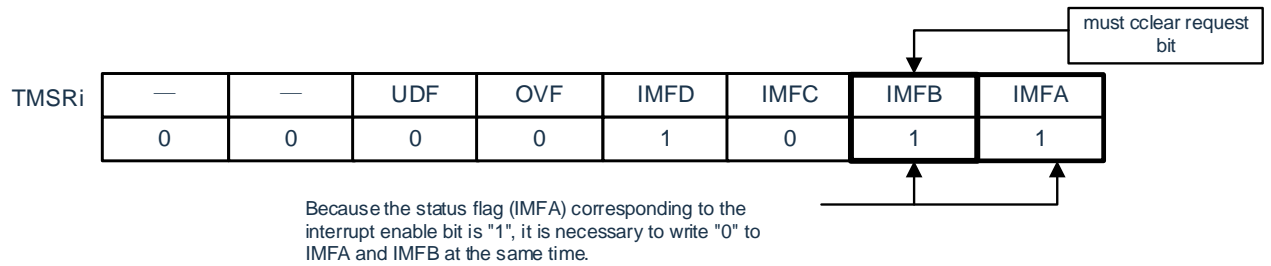 must cclear request
bit
TMSRi — — UDF OVF IMFD IMFC IMFB IMFA
0 0 0 0 1 0 1 1
Because the status flag (IMFA) corresponding to the
interrupt enable bit is "1", it is necessary to write "0" to
IMFA and IMFB at the same time.